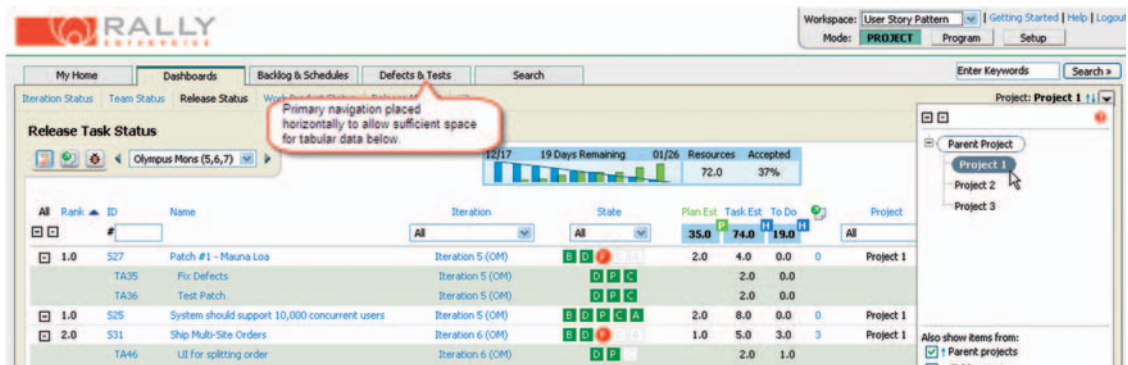 RALLY
ENTERPRISE
Workspace: User Story Pattern | Getting Started | Help | Logout
Mode: PROJECT Program Setup
My Home Dashboards Backlog & Schedules Defects & Tests Search
Enter Keywords Search »
Iteration Status Team Status Release Status
Project: Project 1
Primary navigation placed
horizontally to allow sufficient space
for tabular data below.
Release Task Status
Olympus Mons (5,6,7)
12/17 19 Days Remaining 01/26 Resources Accepted
72.0 37%
Parent Project
Project 1
Project 2
Project 3
All Rank ID Name Iteration State Plan Est Task Est To Do Project
# All All 35.0 P 74.0 H 19.0 H All
1.0 S27 Patch #1 - Mauna Loa Iteration 5 (OM) B D P C A 2.0 4.0 0.0 0 Project 1
TA35 Fix Defects Iteration 5 (OM) D P C 2.0 0.0
TA36 Test Patch Iteration 5 (OM) D P C 2.0 0.0
1.0 S25 System should support 10,000 concurrent users Iteration 5 (OM) B D P C A 2.0 8.0 0.0 0 Project 1
2.0 S31 Ship Multi-Site Orders Iteration 6 (OM) B D P C A 1.0 5.0 3.0 3 Project 1
TA46 UI for splitting order Iteration 6 (OM) D P 2.0 1.0
Also show items from:
Parent projects